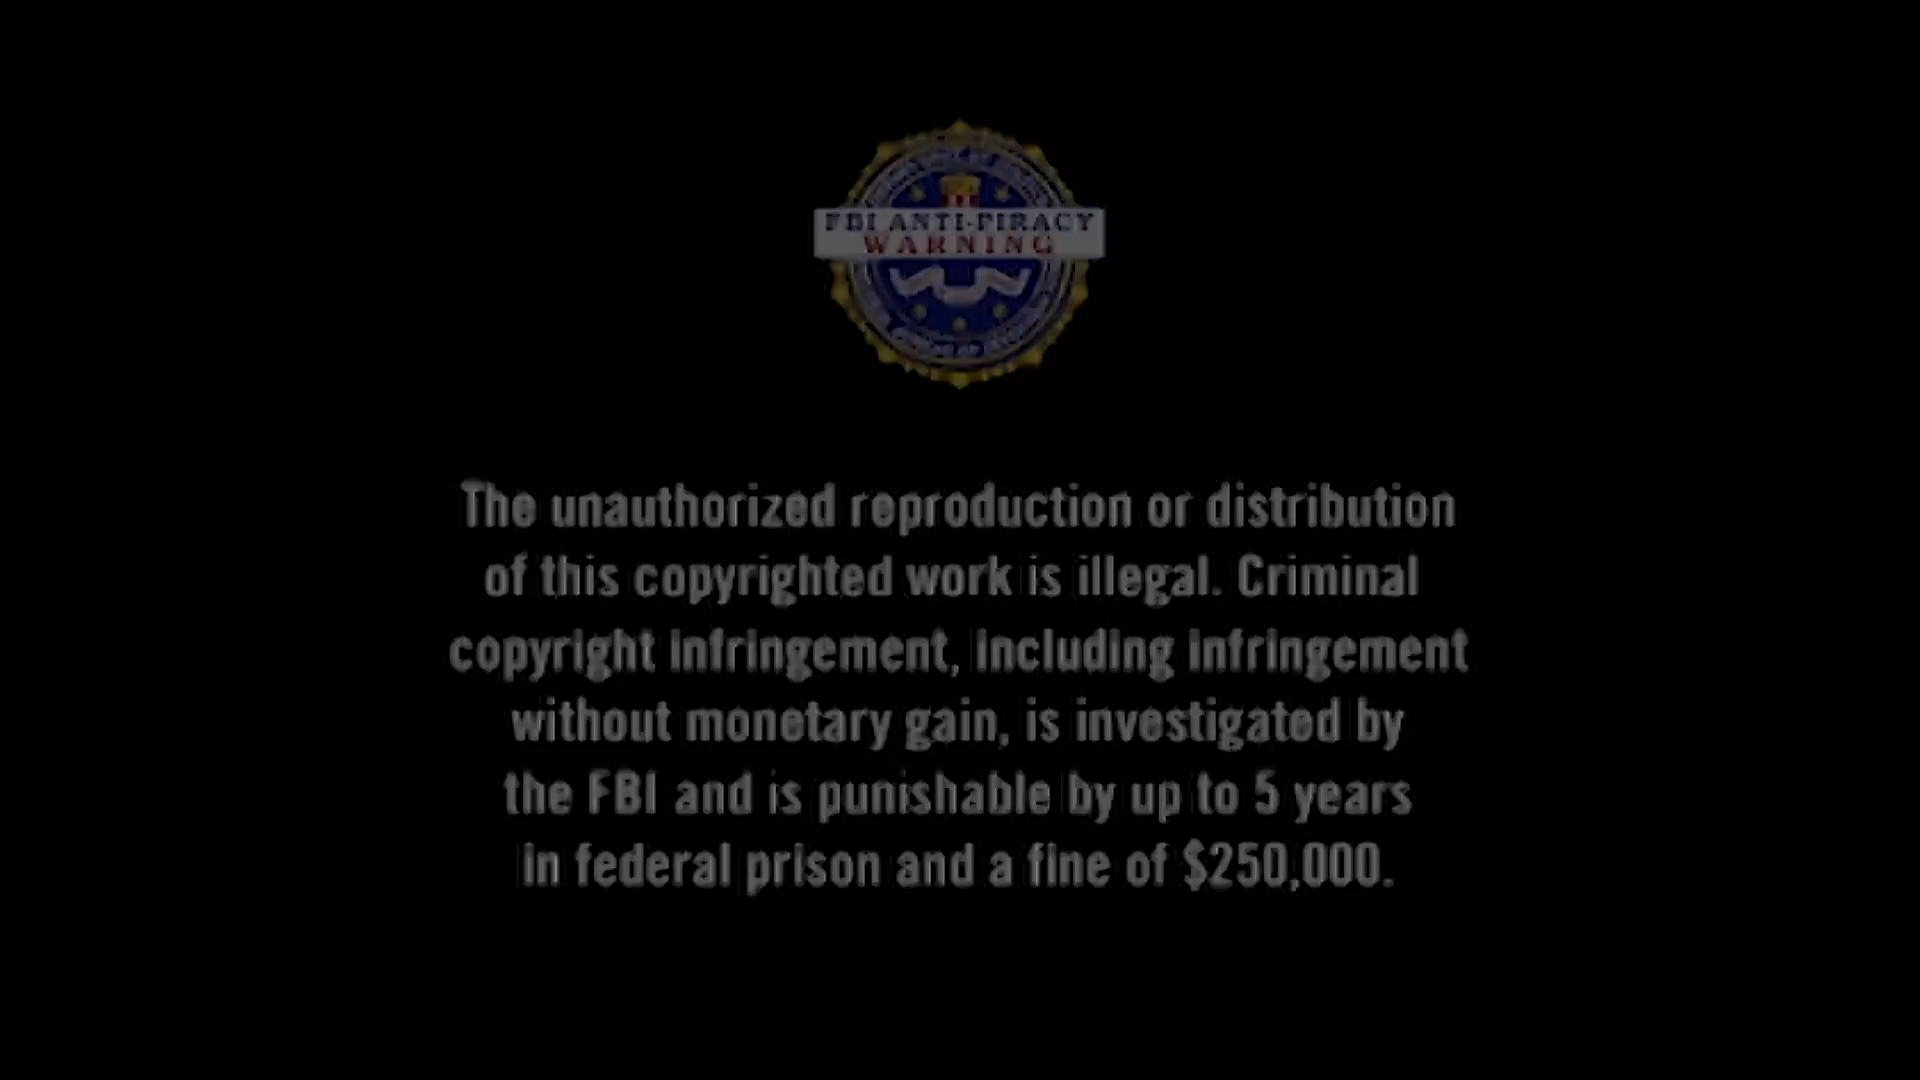 FBI ANTI-PIRACY
WARNING
The unauthorized reproduction or distribution
of this copyrighted work is illegal. Criminal
copyright infringement, including infringement
without monetary gain, is investigated by
the FBI and is punishable by up to 5 years
in federal prison and a fine of $250,000.